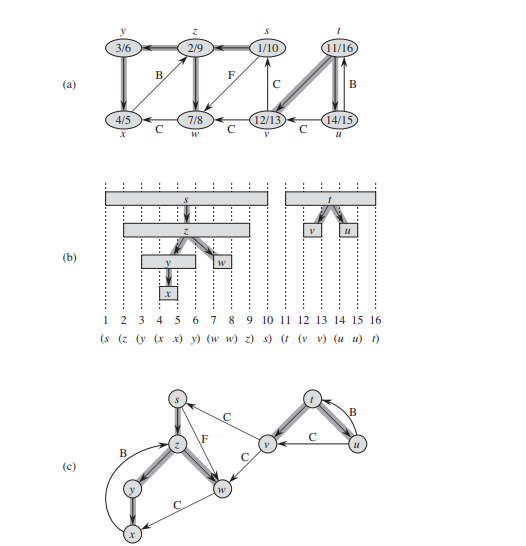 y z s t
3/6 2/9 1/10 11/16
(a) B F C B
4/5 7/8 12/13 14/15
C C C
x w v u
s t
z v u
(b) y w
x
1 2 3 4 5 6 7 8 9 10 11 12 13 14 15 16
(s (z (y (x x) y) (w w) z) s) (t (v v) (u u) t)
s t
C B
F
B z v C u
C
(c) y w
C
x